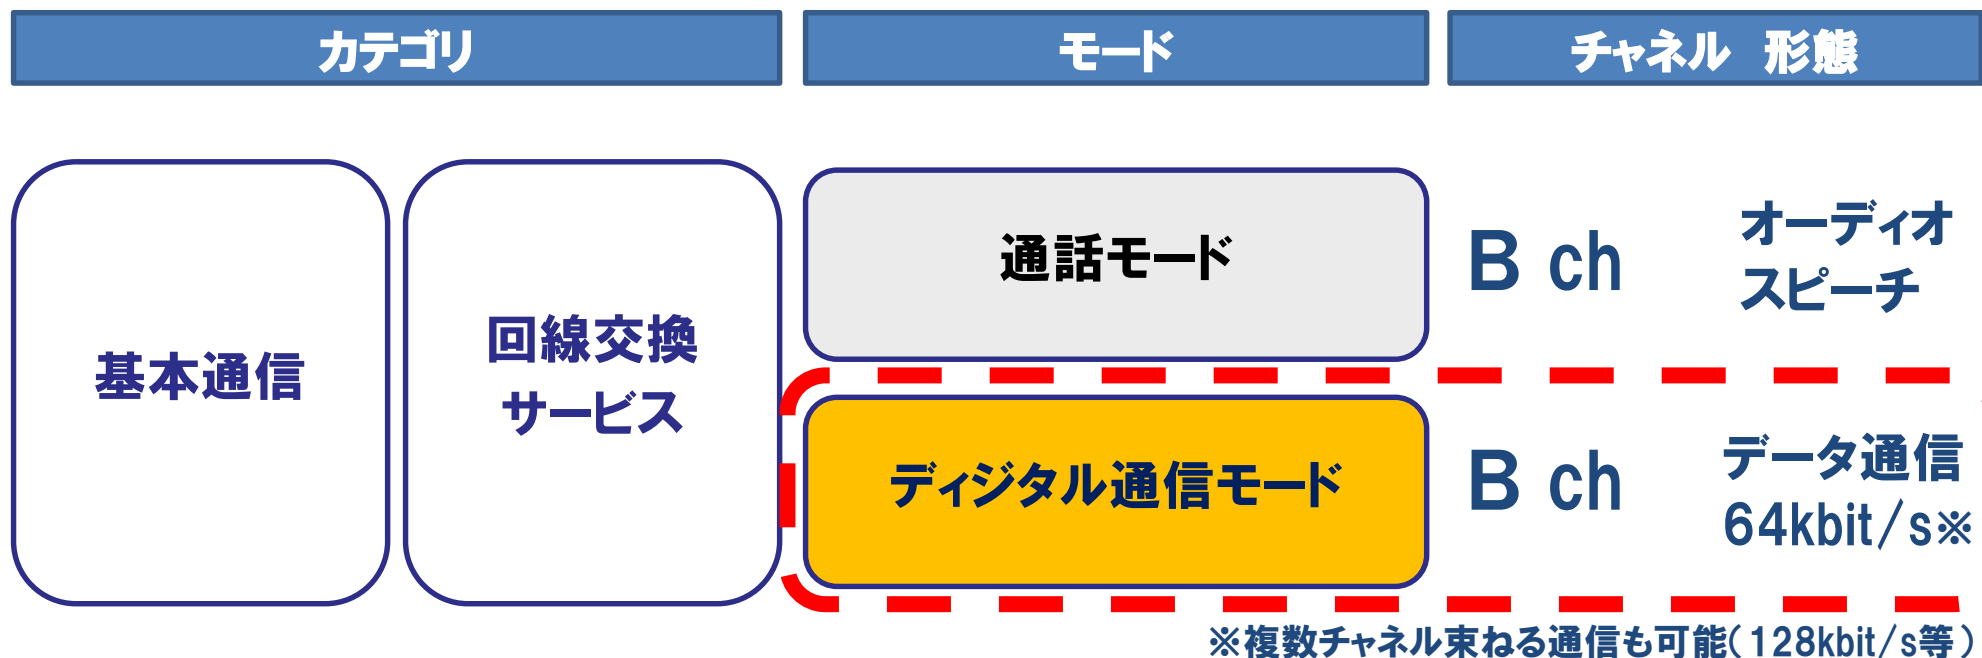 カテゴリ
モード
チャネル　形態
基本通信
回線交換
サービス
通話モード
B ch
オーディオ
スピーチ
ディジタル通信モード
B ch
データ通信
64kbit/s※
※複数チャネル束ねる通信も可能(128kbit/s等)